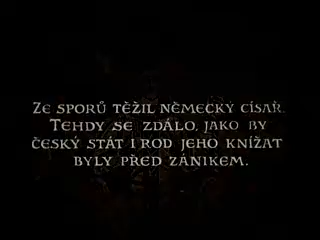 Ze sporů těžil německý císař.
Tehdy se zdálo, jako by
český stát i rod jeho knížat
byly před zánikem.